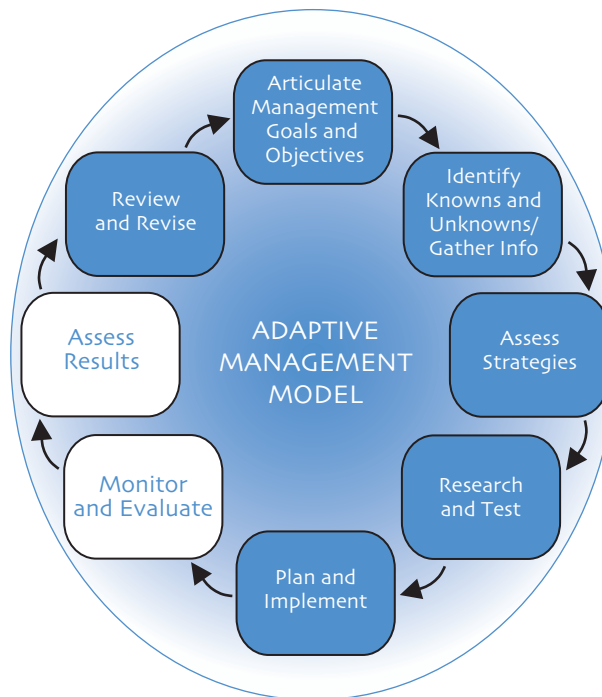 Articulate
Management
Goals and
Objectives
Identify
Knowns and
Unknowns/
Gather Info
Assess
Strategies
Research
and Test
Plan and
Implement
Monitor
and Evaluate
Assess
Results
Review
and Revise
ADAPTIVE
MANAGEMENT
MODEL